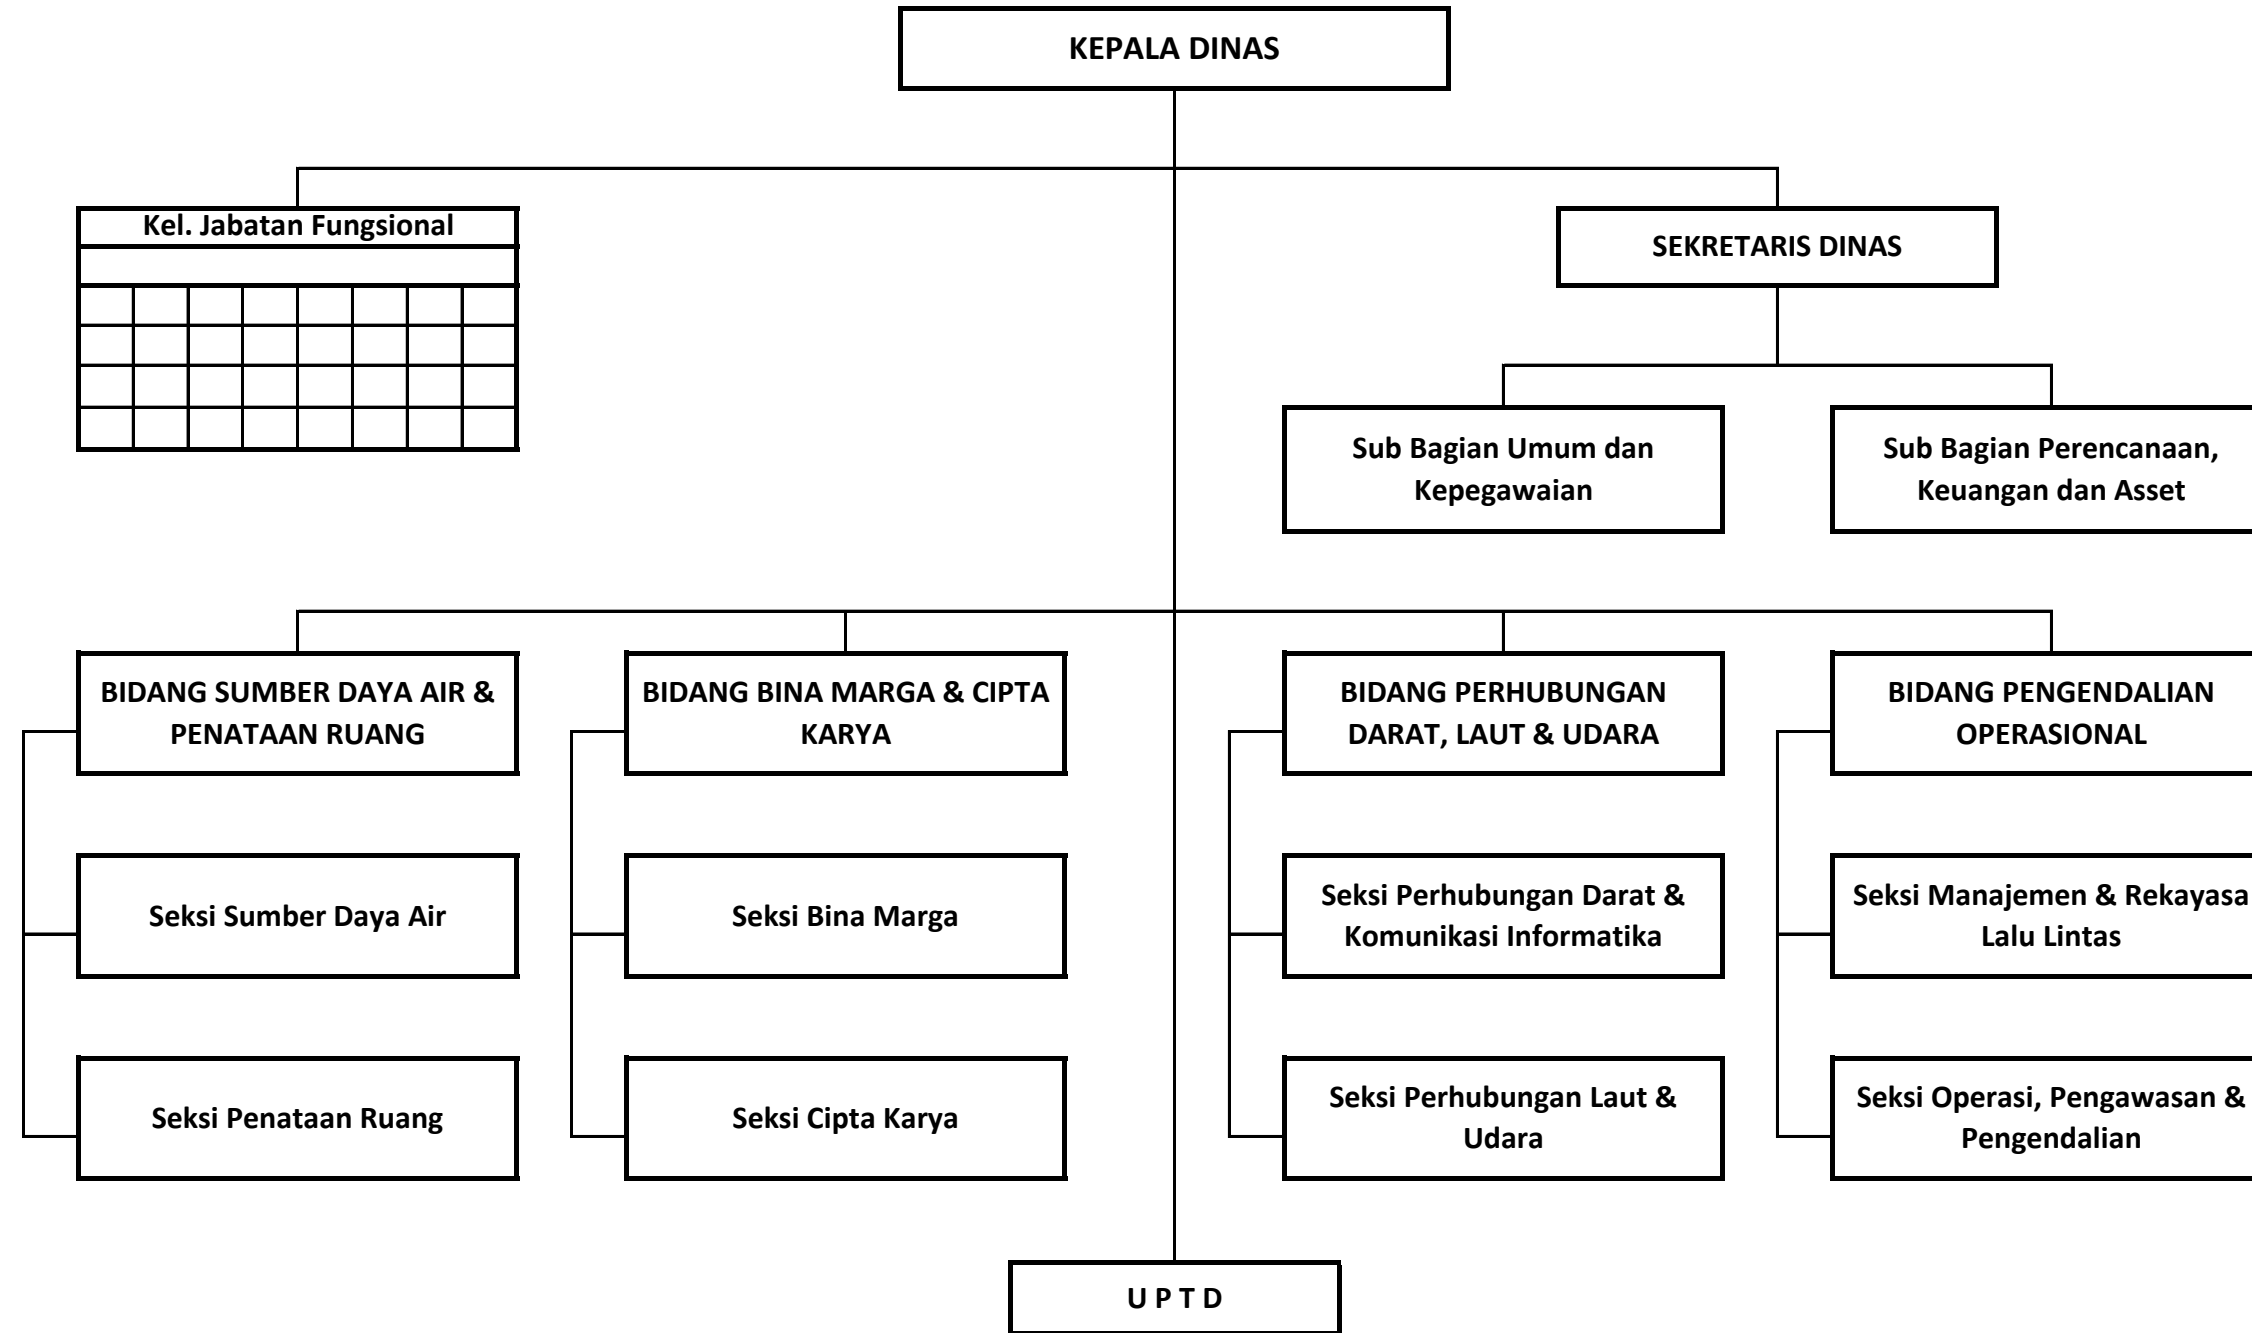 KEPALA DINAS
Kel. Jabatan Fungsional
SEKRETARIS DINAS
Sub Bagian Umum dan
Kepegawaian
Sub Bagian Perencanaan,
Keuangan dan Asset
BIDANG SUMBER DAYA AIR &
PENATAAN RUANG
BIDANG BINA MARGA & CIPTA
KARYA
BIDANG PERHUBUNGAN
DARAT, LAUT & UDARA
BIDANG PENGENDALIAN
OPERASIONAL
Seksi Sumber Daya Air
Seksi Bina Marga
Seksi Perhubungan Darat &
Komunikasi Informatika
Seksi Manajemen & Rekayasa
Lalu Lintas
Seksi Penataan Ruang
Seksi Cipta Karya
Seksi Perhubungan Laut &
Udara
Seksi Operasi, Pengawasan &
Pengendalian
U P T D